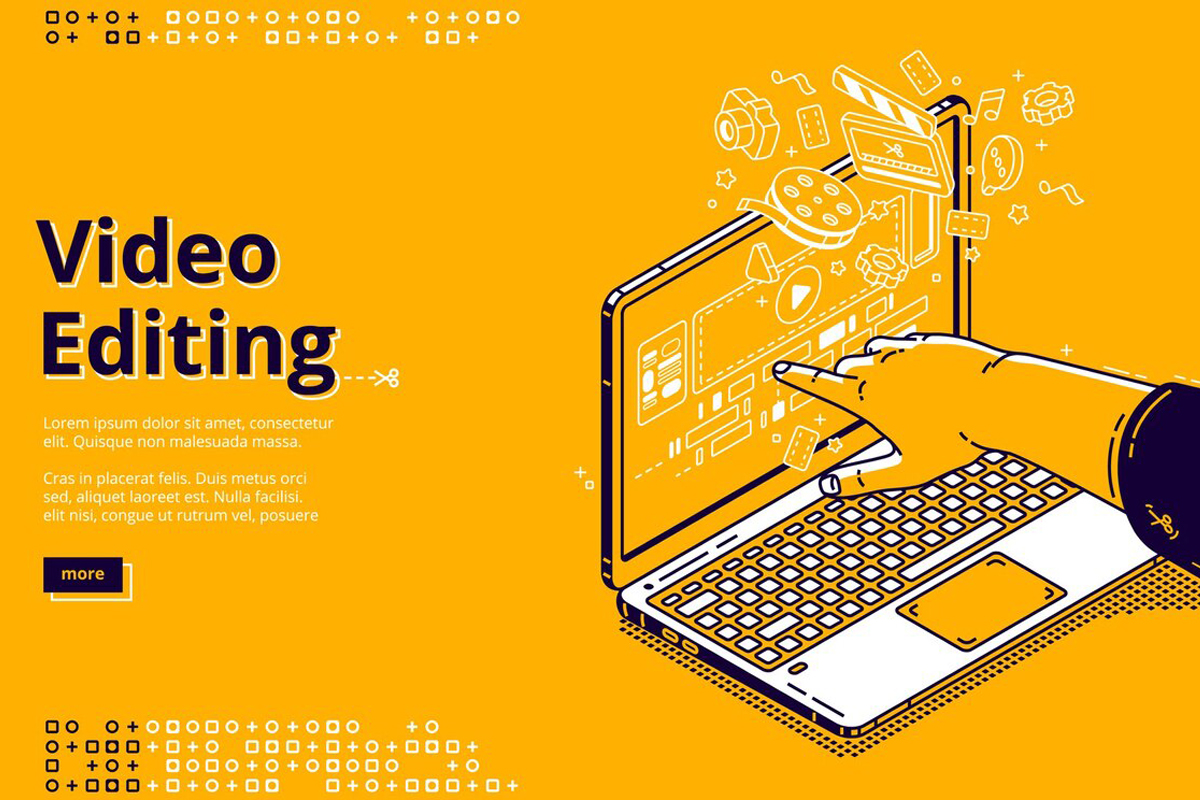 Video
Editing
Lorem ipsum dolor sit amet, consectetur
elit. Quisque non malesuada massa.
Cras in placerat felis. Duis metus orci
sed, aliquet laoreet est. Nulla facilisi.
elit nisi, congue ut rutrum vel, posuere
more